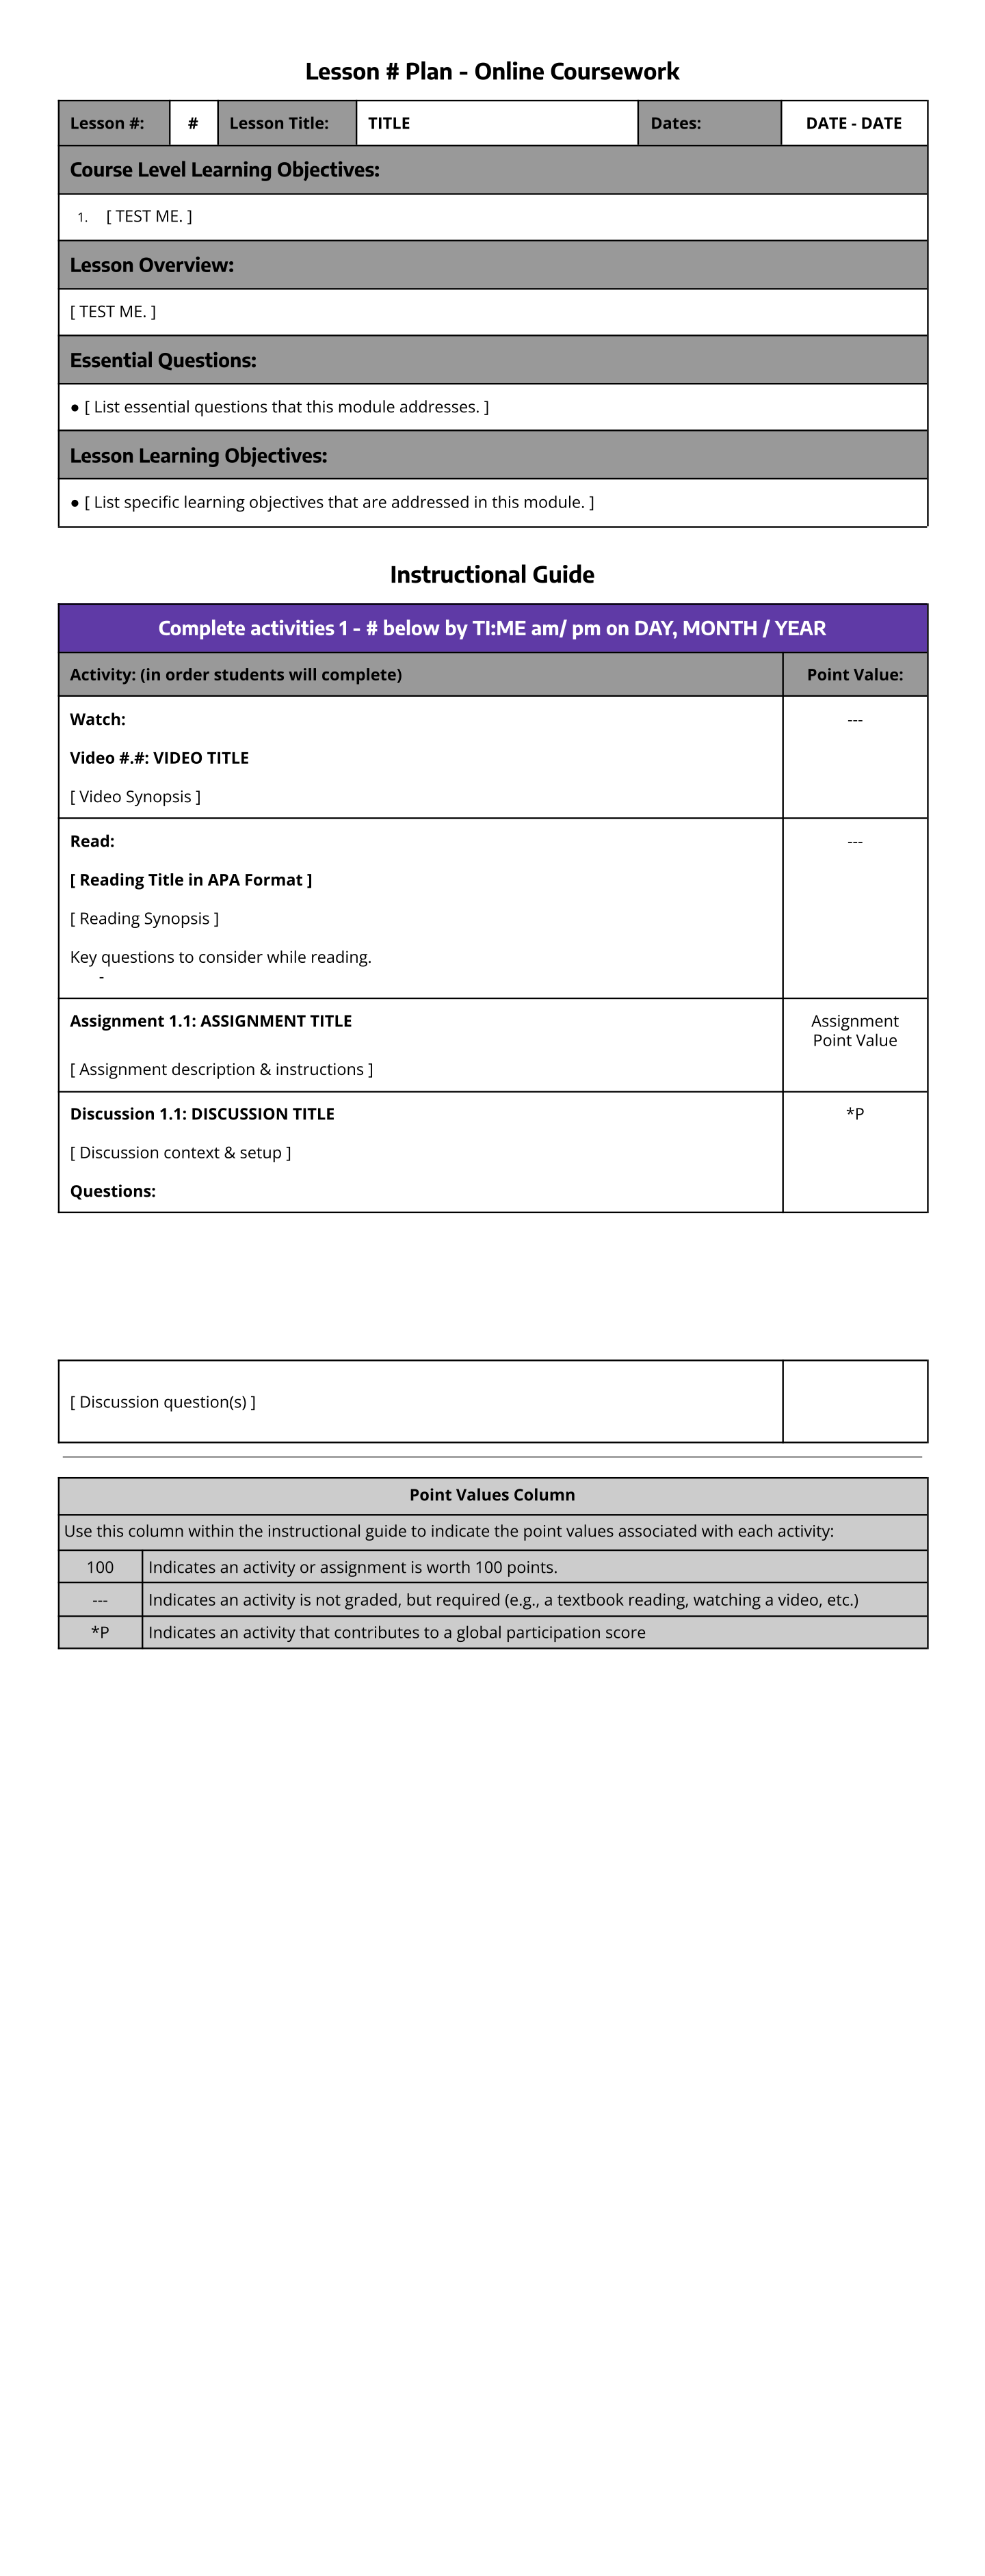 Lesson # Plan - Online Coursework
Lesson #: # Lesson Title: TITLE Dates: DATE - DATE
Course Level Learning Objectives:
1. [ TEST ME. ]
Lesson Overview:
[ TEST ME. ]
Essential Questions:
● [ List essential questions that this module addresses. ]
Lesson Learning Objectives:
● [ List specific learning objectives that are addressed in this module. ]
Instructional Guide
Complete activities 1 - # below by TI:ME am/ pm on DAY, MONTH / YEAR
Activity: (in order students will complete) Point Value:
Watch: ---
Video #.#: VIDEO TITLE
[ Video Synopsis ]
Read: ---
[ Reading Title in APA Format ]
[ Reading Synopsis ]
Key questions to consider while reading.
-
Assignment 1.1: ASSIGNMENT TITLE Assignment
Point Value
[ Assignment description & instructions ]
Discussion 1.1: DISCUSSION TITLE *P
[ Discussion context & setup ]
Questions:
[ Discussion question(s) ]
Point Values Column
Use this column within the instructional guide to indicate the point values associated with each activity:
100 Indicates an activity or assignment is worth 100 points.
--- Indicates an activity is not graded, but required (e.g., a textbook reading, watching a video, etc.)
*P Indicates an activity that contributes to a global participation score